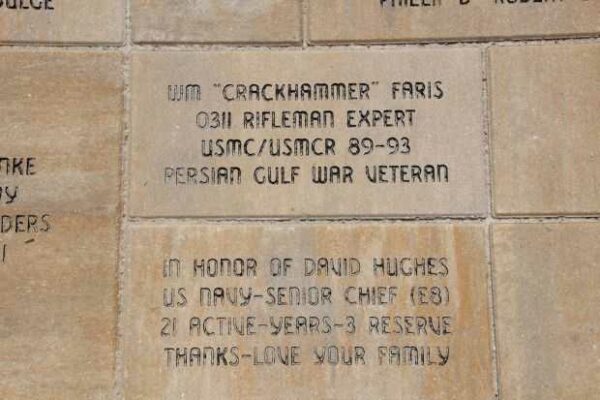 WM "CRACKHAMMER" FARIS
0311 RIFLEMAN EXPERT
USMC/USMCR 89-93
PERSIAN GULF WAR VETERAN
IN HONOR OF DAVID HUGHES
US NAVY-SENIOR CHIEF (E8)
21 ACTIVE-YEARS-3 RESERVE
THANKS-LOVE YOUR FAMILY